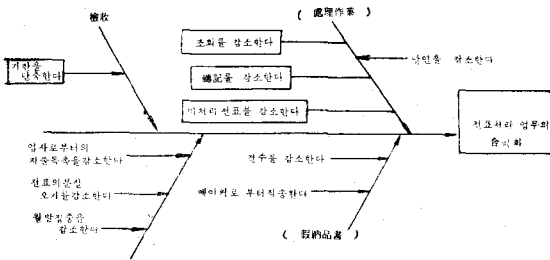 檢收
( 處理作業 )
조회를 감소한다
낙인을 감소한다
기한을
단축한다
轉記를 감소한다
미처리 전표를 감소한다
전표처리 업무의
合理化
업자로부터의
자품독촉을감소한다
건수를 감소한다
전표의분실
오기를감소한다
메이커로 부터직송한다
월말집중을
감소한다
( 假納品書 )